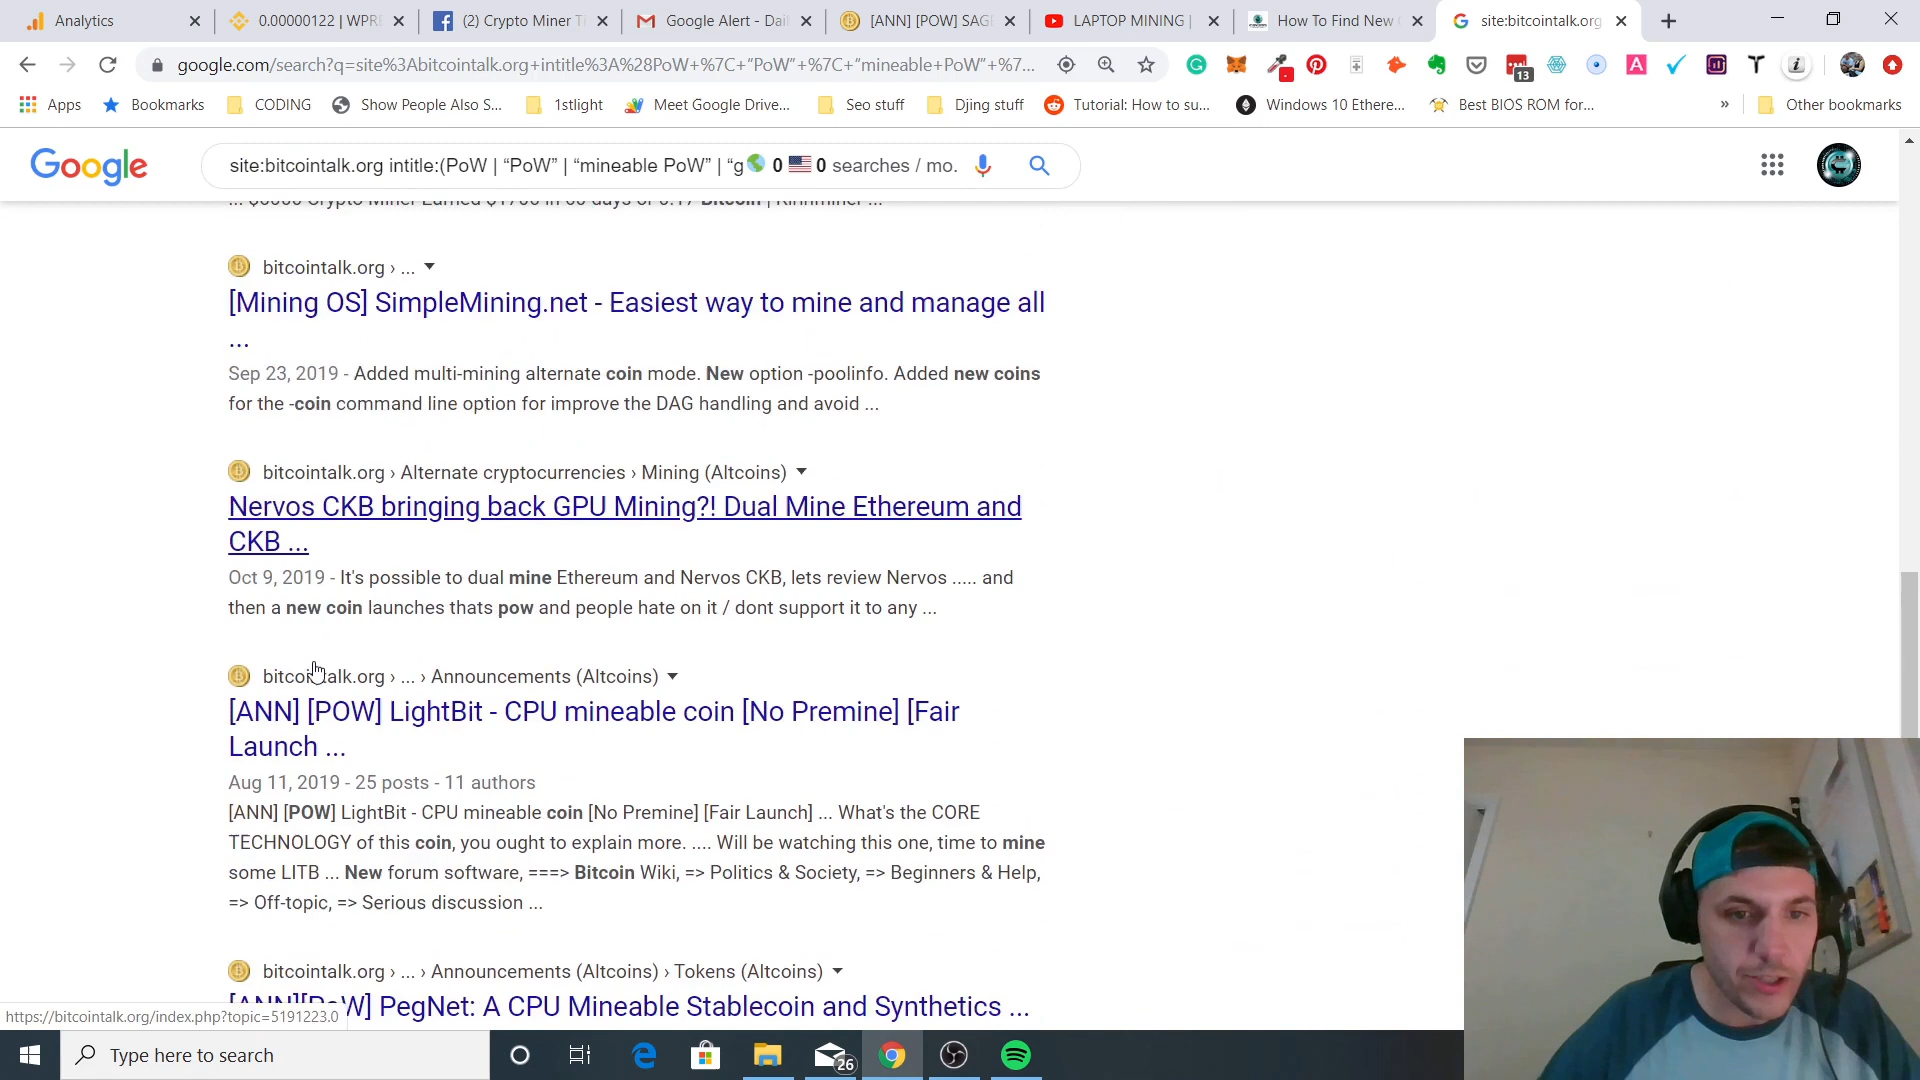 Analytics
0.00000122 | WPRE
(2) Crypto Miner Ti
Google Alert - Dai
[ANN] [POW] SAG
LAPTOP MINING |
How To Find New
site:bitcointalk.org
google.com/search?q=site%3Abitcointalk.org+intitle%3A%28PoW+%7C+"PoW"+%7C+"mineable+PoW"+%7...
13
Apps
Bookmarks
CODING
Show People Also S...
1stlight
Meet Google Drive...
Seo stuff
Djing stuff
Tutorial: How to su...
Windows 10 Ethere...
Best BIOS ROM for...
»
Other bookmarks
Google
site:bitcointalk.org intitle:(PoW | “PoW” | “mineable PoW” | “g 0 0 searches / mo.
bitcointalk.org › ...
[Mining OS] SimpleMining.net - Easiest way to mine and manage all
...
Sep 23, 2019 - Added multi-mining alternate coin mode. New option -poolinfo. Added new coins
for the -coin command line option for improve the DAG handling and avoid ...
bitcointalk.org › Alternate cryptocurrencies › Mining (Altcoins)
Nervos CKB bringing back GPU Mining?! Dual Mine Ethereum and
CKB ...
Oct 9, 2019 - It's possible to dual mine Ethereum and Nervos CKB, lets review Nervos ..... and
then a new coin launches thats pow and people hate on it / dont support it to any ...
bitcointalk.org › ... › Announcements (Altcoins)
[ANN] [POW] LightBit - CPU mineable coin [No Premine] [Fair
Launch ...
Aug 11, 2019 - 25 posts - 11 authors
[ANN] [POW] LightBit - CPU mineable coin [No Premine] [Fair Launch] ... What's the CORE
TECHNOLOGY of this coin, you ought to explain more. .... Will be watching this one, time to mine
some LITB ... New forum software, ===> Bitcoin Wiki, => Politics & Society, => Beginners & Help,
=> Off-topic, => Serious discussion ...
bitcointalk.org › ... › Announcements (Altcoins) › Tokens (Altcoins)
[ANN][PoW] PegNet: A CPU Mineable Stablecoin and Synthetics ...
https://bitcointalk.org/index.php?topic=5191223.0
Type here to search
26